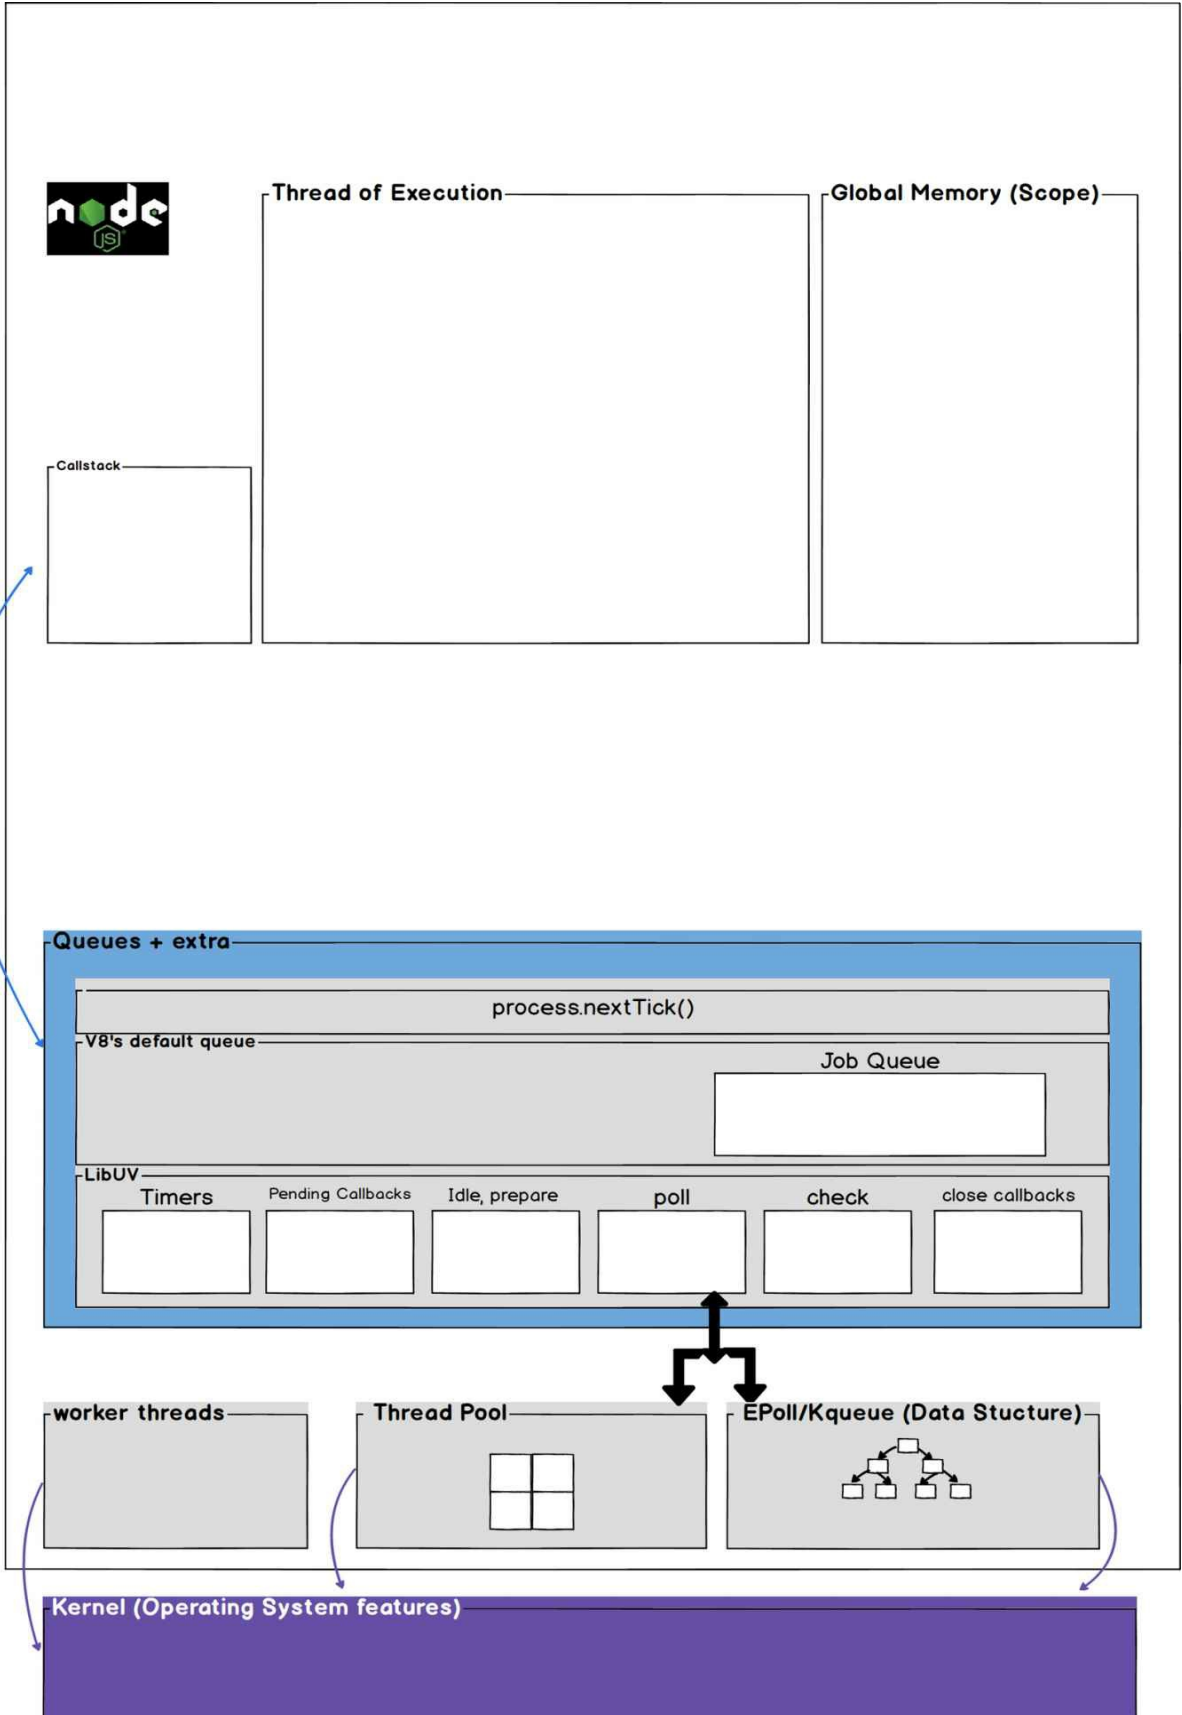 node
JS
Thread of Execution
Global Memory (Scope)
Callstack
Queues + extra
process.nextTick()
V8's default queue
Job Queue
LibUV
Timers
Pending Callbacks
Idle, prepare
poll
check
close callbacks
worker threads
Thread Pool
EPoll/Kqueue (Data Stucture)
Kernel (Operating System features)